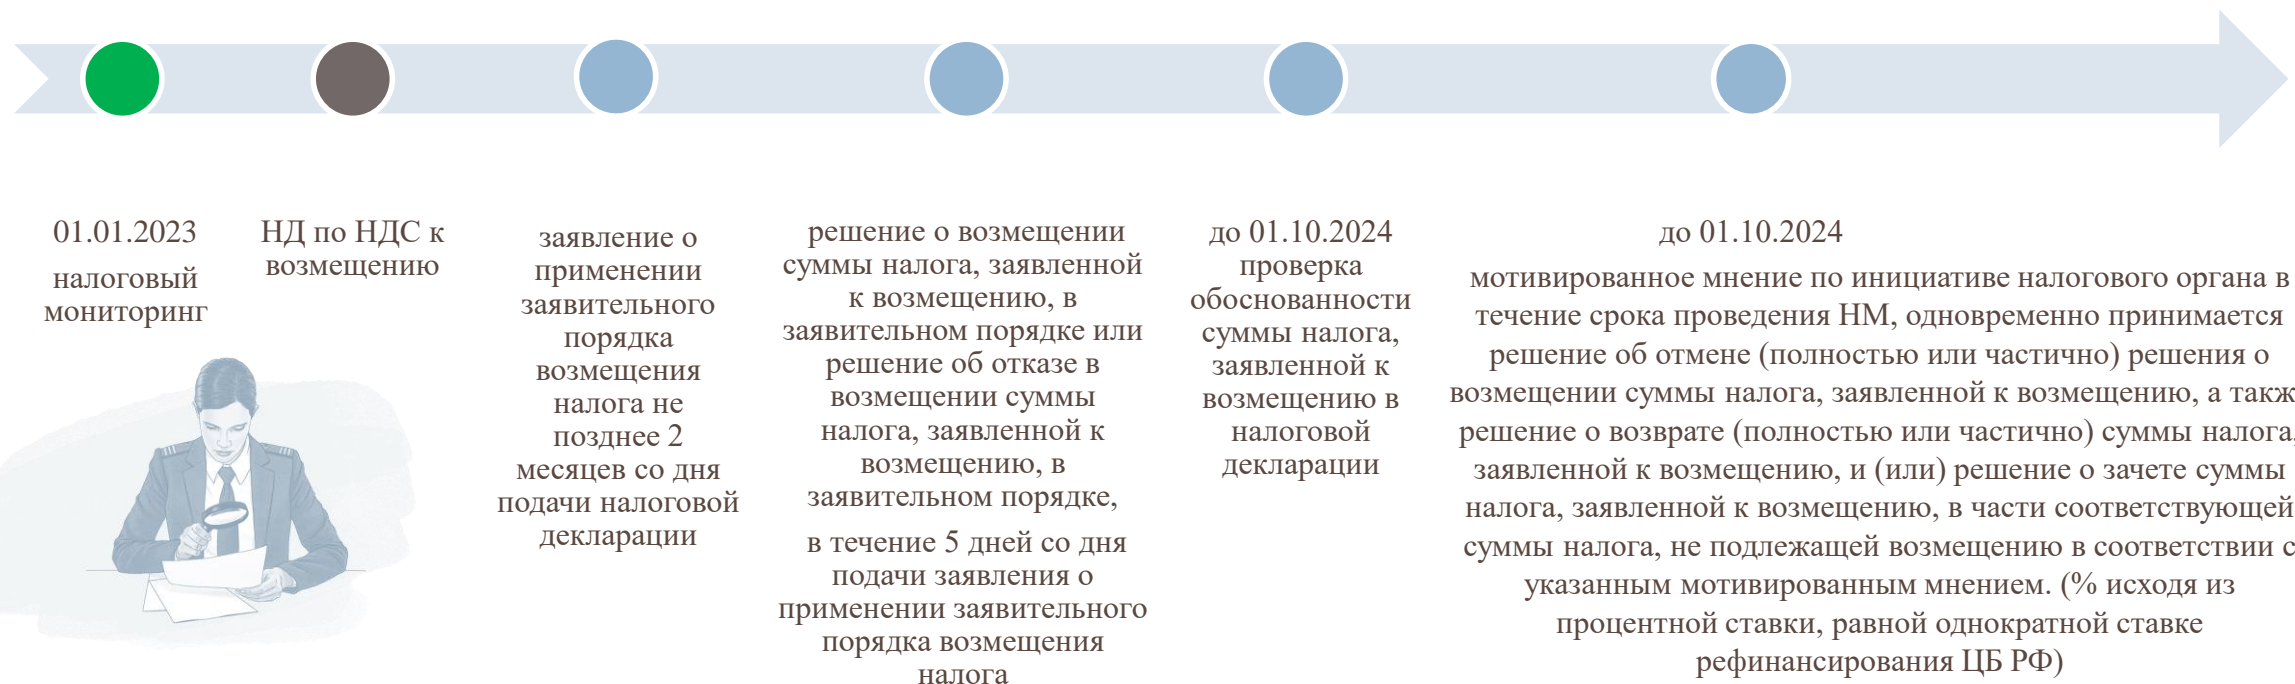 01.01.2023
налоговый
мониторинг
НД по НДС к
возмещению
заявление о
применении
заявительного
порядка
возмещения
налога не
позднее 2
месяцев со дня
подачи налоговой
декларации
решение о возмещении
суммы налога, заявленной
к возмещению, в
заявительном порядке или
решение об отказе в
возмещении суммы
налога, заявленной к
возмещению, в
заявительном порядке,
в течение 5 дней со дня
подачи заявления о
применении заявительного
порядка возмещения
налога
до 01.10.2024
проверка
обоснованности
суммы налога,
заявленной к
возмещению в
налоговой
декларации
до 01.10.2024
мотивированное мнение по инициативе налогового органа в
течение срока проведения НМ, одновременно принимается
решение об отмене (полностью или частично) решения о
возмещении суммы налога, заявленной к возмещению, а такж
решение о возврате (полностью или частично) суммы налога,
заявленной к возмещению, и (или) решение о зачете суммы
налога, заявленной к возмещению, в части соответствующей
суммы налога, не подлежащей возмещению в соответствии с
указанным мотивированным мнением. (% исходя из
процентной ставки, равной однократной ставке
рефинансирования ЦБ РФ)